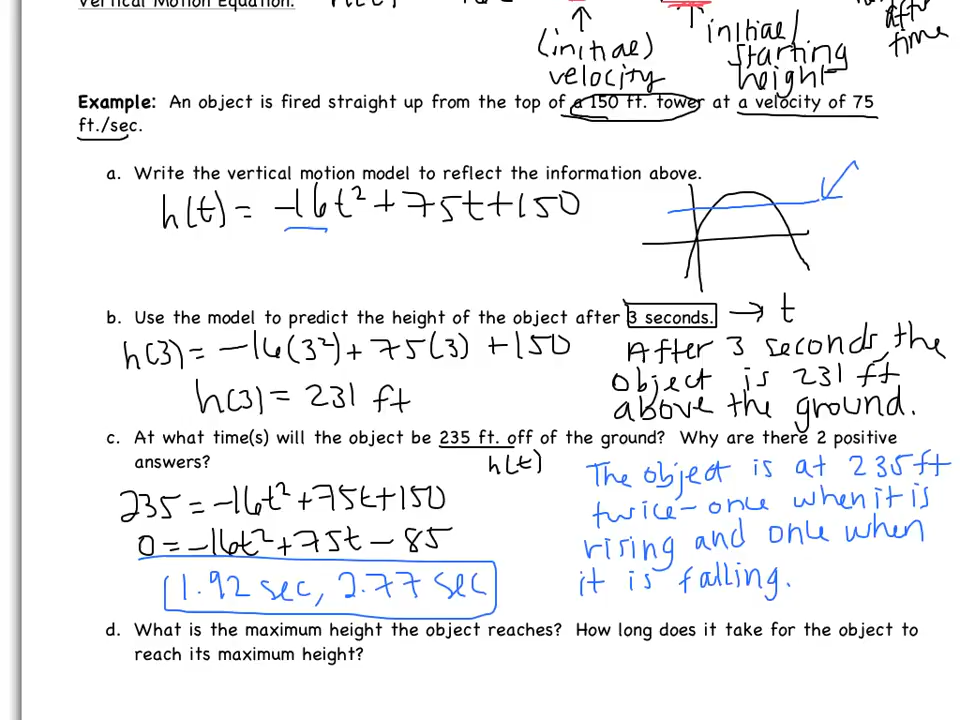 Vertical Motion Equation:
(initial)
velocity
initial/
starting
height
after
time
Example: An object is fired straight up from the top of a 150 ft. tower at a velocity of 75
ft./sec.
a. Write the vertical motion model to reflect the information above.
h(t) = -16t² + 75t + 150
b. Use the model to predict the height of the object after 3 seconds. → t
h(3) = -16(3²) + 75(3) + 150
h(3) = 231 ft
After 3 seconds, the
object is 231 ft
above the ground.
c. At what time(s) will the object be 235 ft. off of the ground? Why are there 2 positive
answers?
h(t)
235 = -16t² + 75t + 150
0 = -16t² + 75t - 85
1.92 sec, 2.77 sec
The object is at 235ft
twice - once when it is
rising and once when
it is falling.
d. What is the maximum height the object reaches? How long does it take for the object to
reach its maximum height?